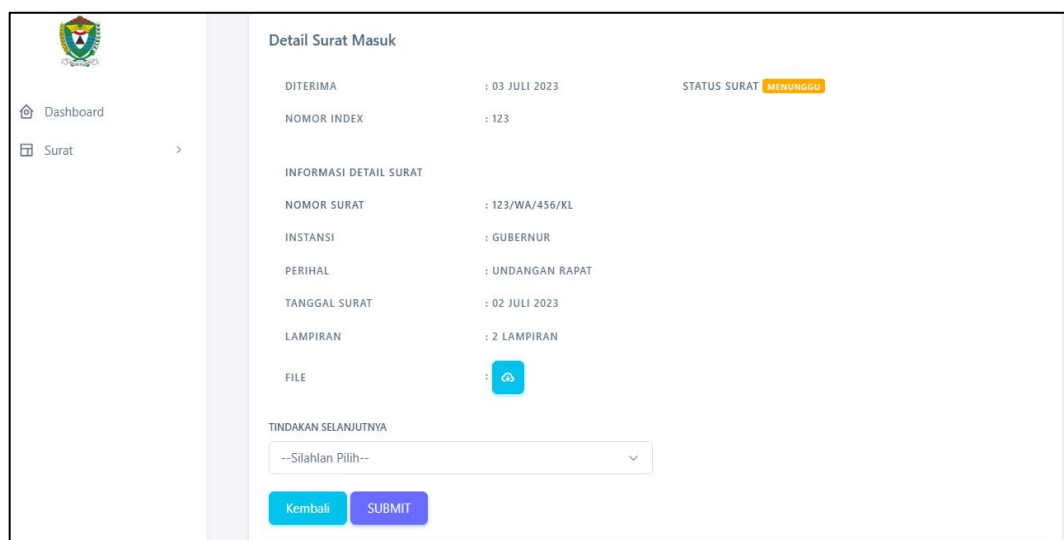 Detail Surat Masuk
DITERIMA : 03 JULI 2023 STATUS SURAT MENUNGGU
Dashboard
NOMOR INDEX : 123
Surat
INFORMASI DETAIL SURAT
NOMOR SURAT : 123/WA/456/KL
INSTANSI : GUBERNUR
PERIHAL : UNDANGAN RAPAT
TANGGAL SURAT : 02 JULI 2023
LAMPIRAN : 2 LAMPIRAN
FILE :
TINDAKAN SELANJUTNYA
--Silahlan Pilih--
Kembali SUBMIT